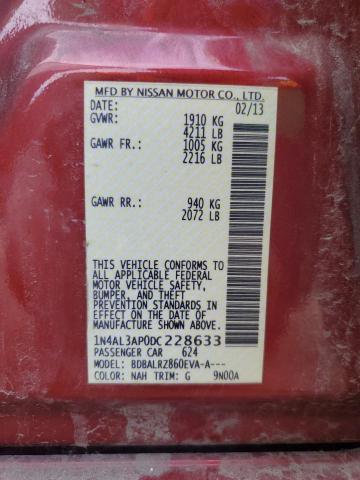 MFD BY NISSAN MOTOR CO., LTD.
DATE: 02/13
GVWR: 1910 KG
4211 LB
GAWR FR.: 1005 KG
2216 LB
GAWR RR.: 940 KG
2072 LB
THIS VEHICLE CONFORMS TO
ALL APPLICABLE FEDERAL
MOTOR VEHICLE SAFETY,
BUMPER, AND THEFT
PREVENTION STANDARDS IN
EFFECT ON THE DATE OF
MANUFACTURE SHOWN ABOVE.
1N4AL3AP0DC228633
PASSENGER CAR 624
MODEL: BDBALRZ860EVA-A---
COLOR: NAH TRIM: G 9N00A